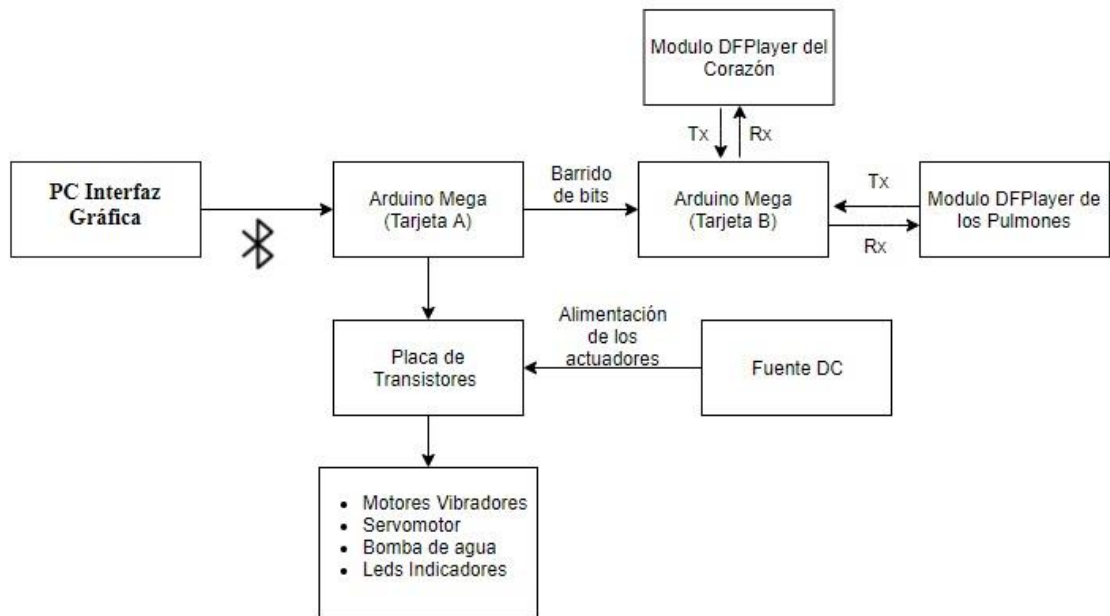 Modulo DFPlayer del
Corazón
Tx
Rx
PC Interfaz
Gráfica
Arduino Mega
(Tarjeta A)
Barrido
de bits
Arduino Mega
(Tarjeta B)
Tx
Rx
Modulo DFPlayer de
los Pulmones
Placa de
Transistores
Alimentación
de los
actuadores
Fuente DC
• Motores Vibradores
• Servomotor
• Bomba de agua
• Leds Indicadores